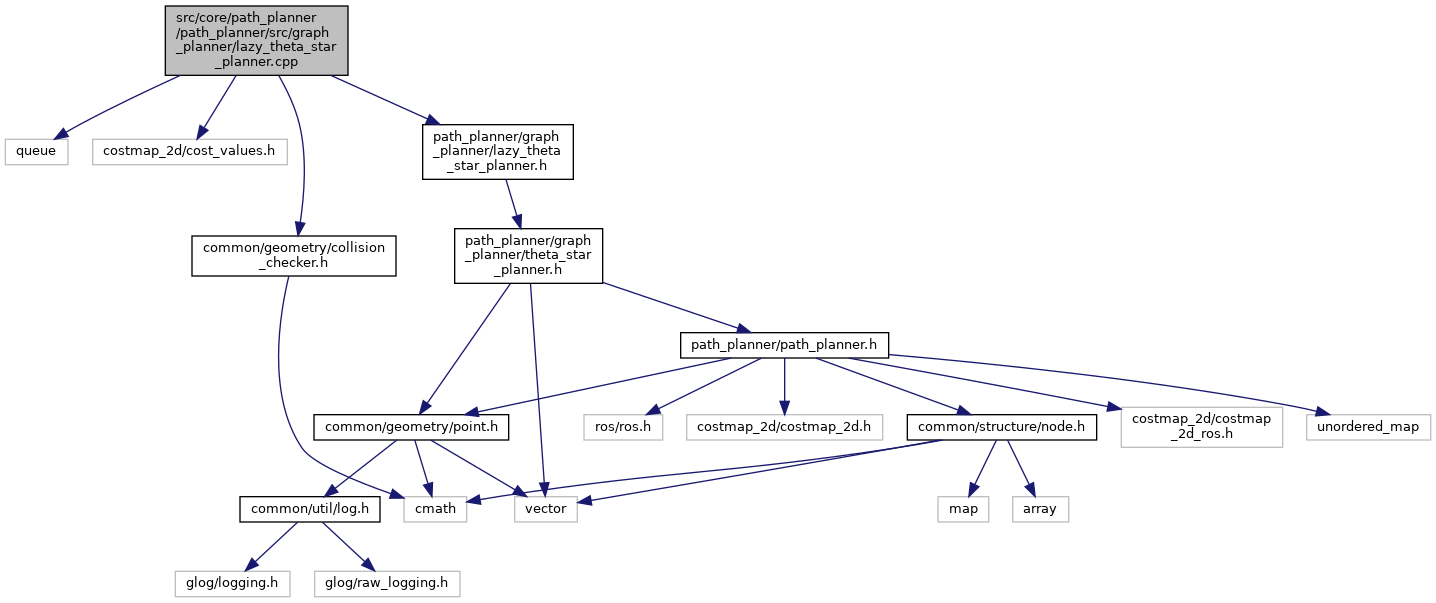 src/core/path_planner
/path_planner/src/graph
_planner/lazy_theta_star
_planner.cpp
queue
costmap_2d/cost_values.h
path_planner/graph
_planner/lazy_theta
_star_planner.h
common/geometry/collision
_checker.h
path_planner/graph
_planner/theta_star
_planner.h
path_planner/path_planner.h
common/geometry/point.h
ros/ros.h
costmap_2d/costmap_2d.h
common/structure/node.h
costmap_2d/costmap
_2d_ros.h
unordered_map
common/util/log.h
cmath
vector
map
array
glog/logging.h
glog/raw_logging.h